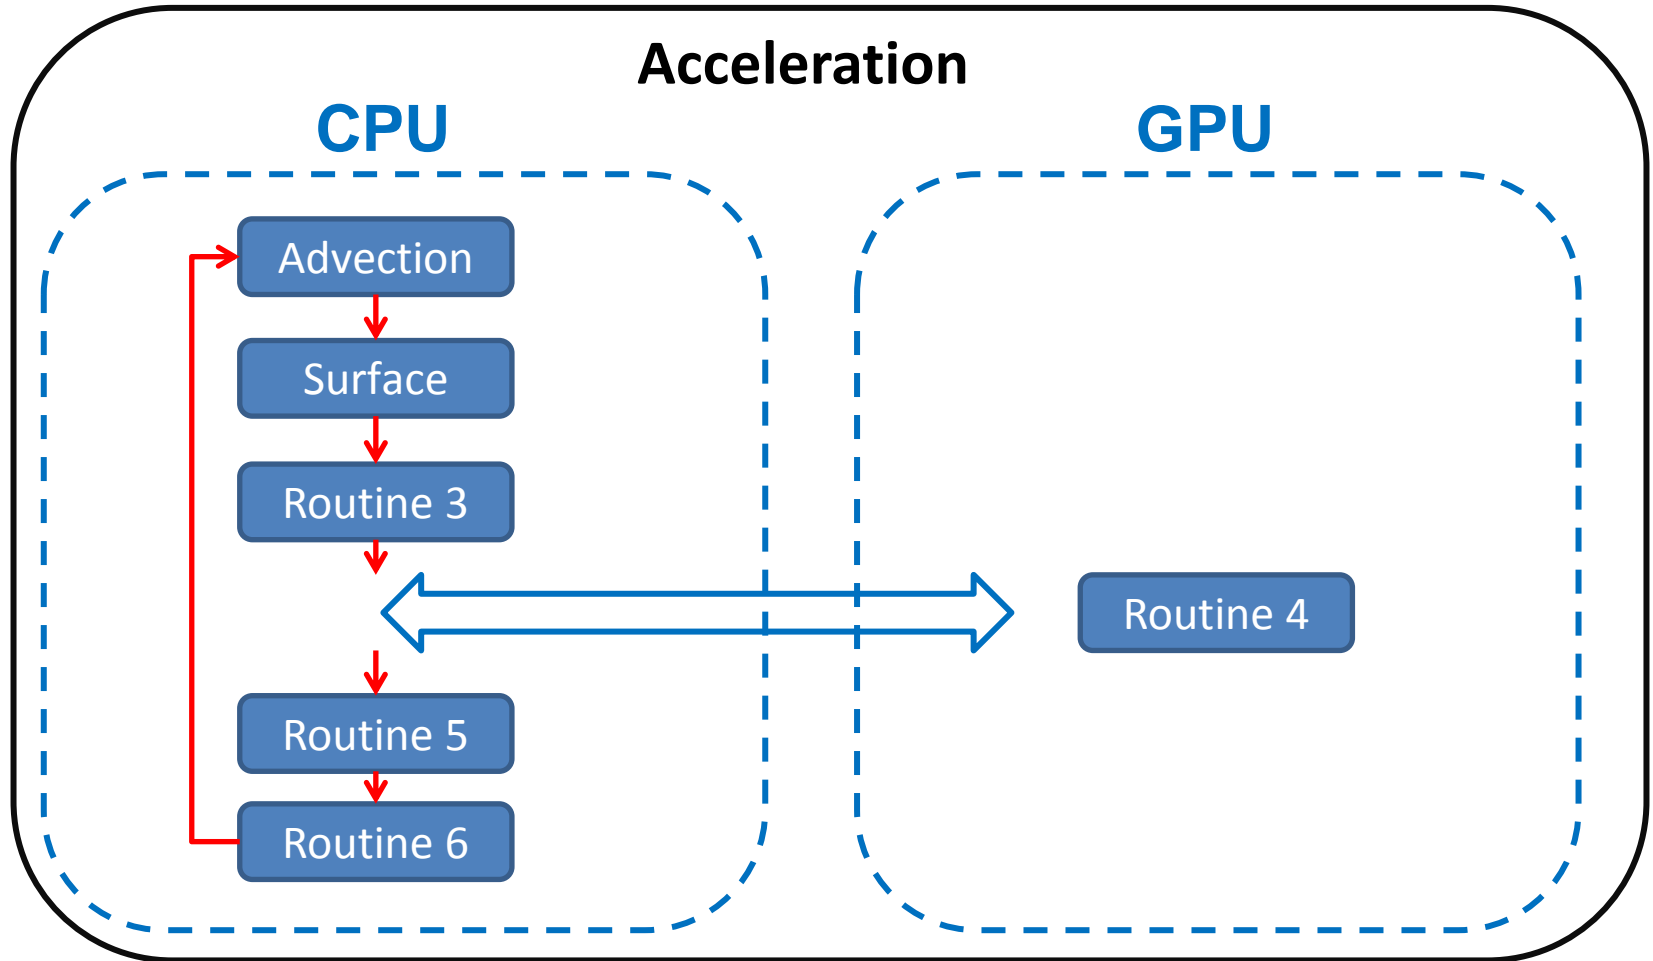 Acceleration
CPU
GPU
Advection
Surface
Routine 3
Routine 4
Routine 5
Routine 6